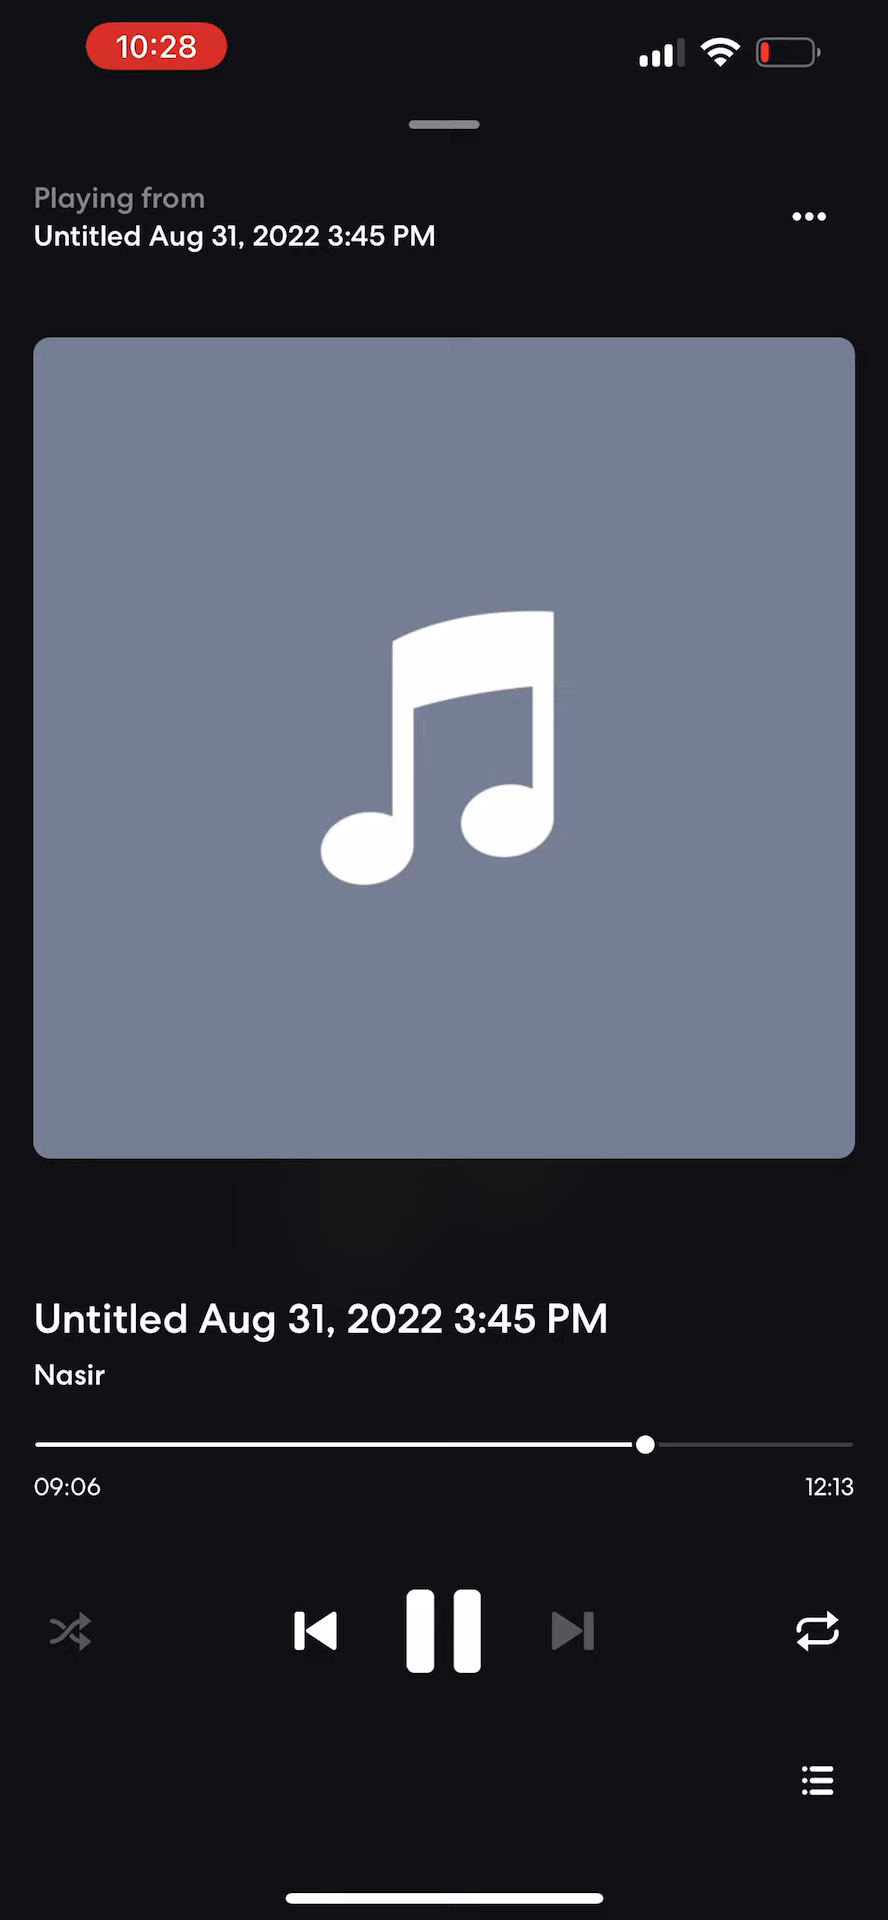 10:28
Playing from
Untitled Aug 31, 2022 3:45 PM
Untitled Aug 31, 2022 3:45 PM
Nasir
09:06 12:13